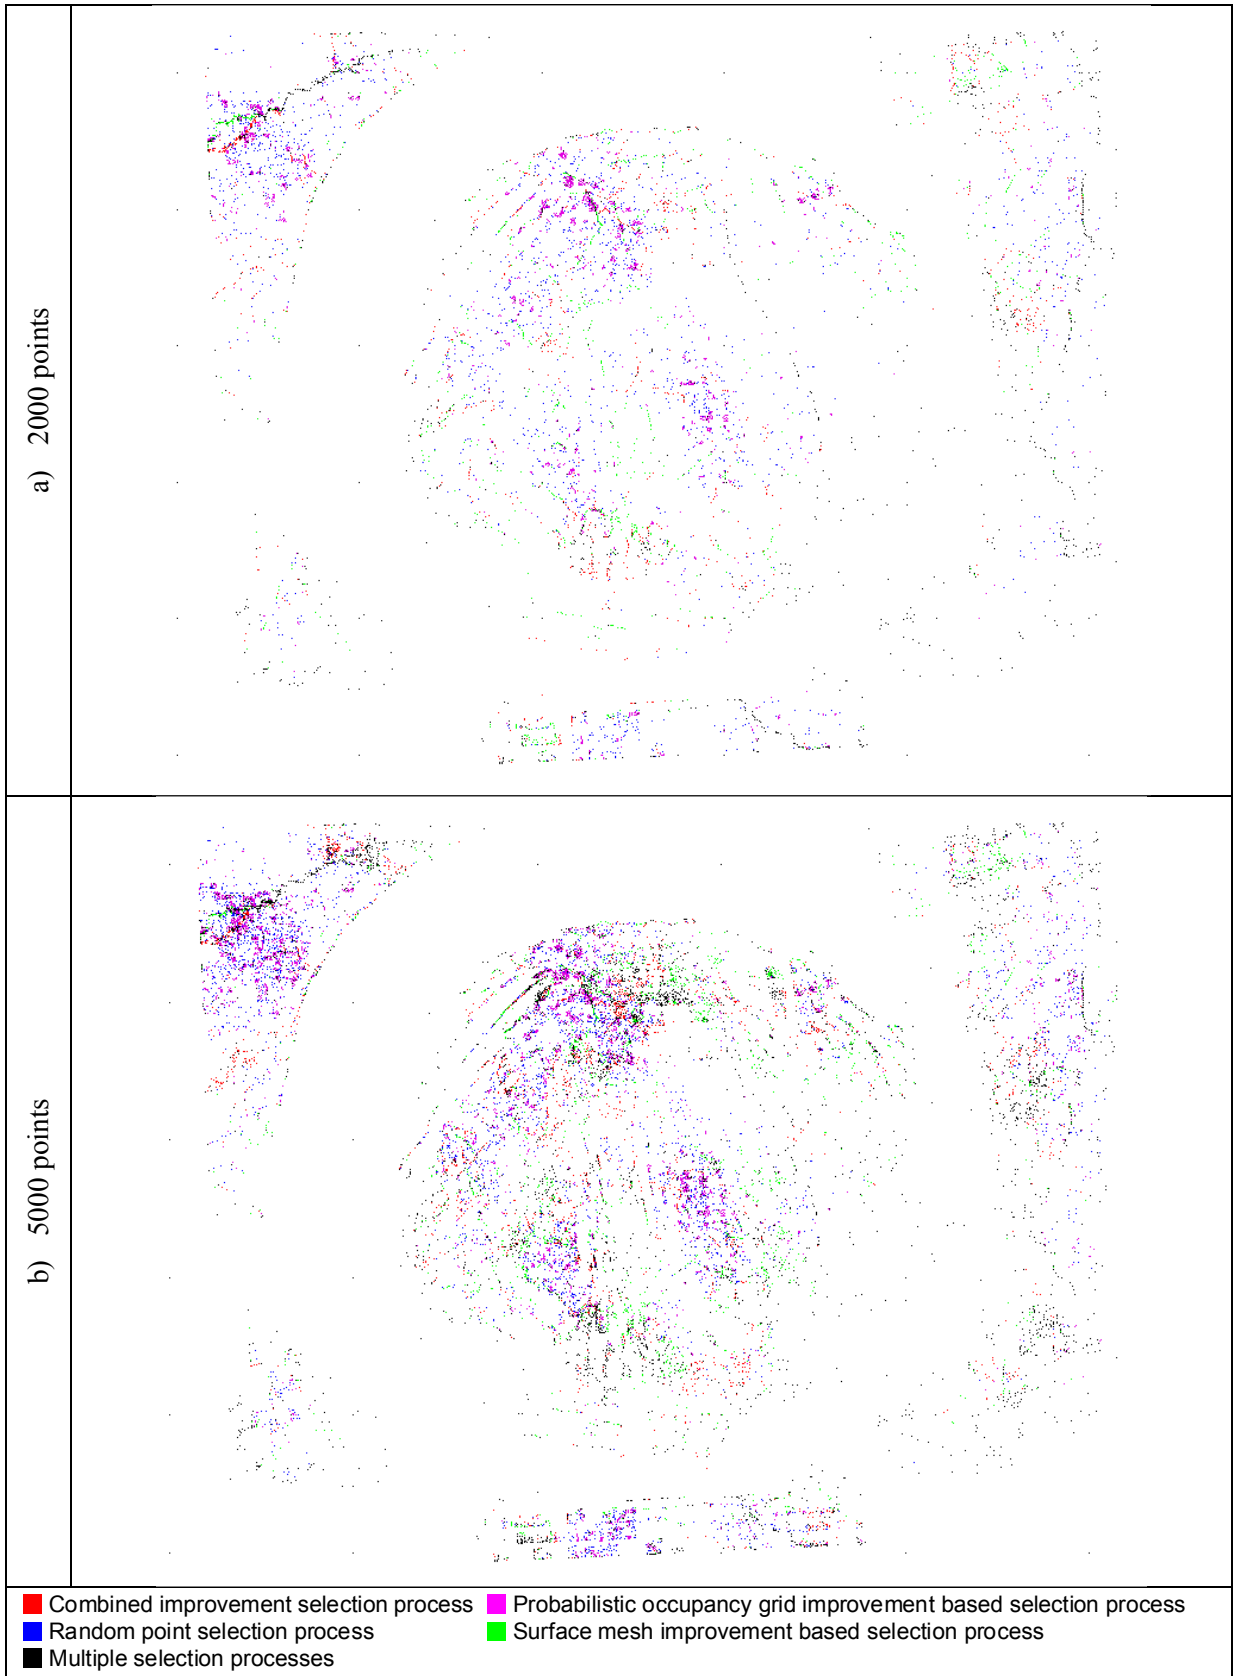 a) 2000 points
b) 5000 points
Combined improvement selection process
Probabilistic occupancy grid improvement based selection process
Random point selection process
Surface mesh improvement based selection process
Multiple selection processes